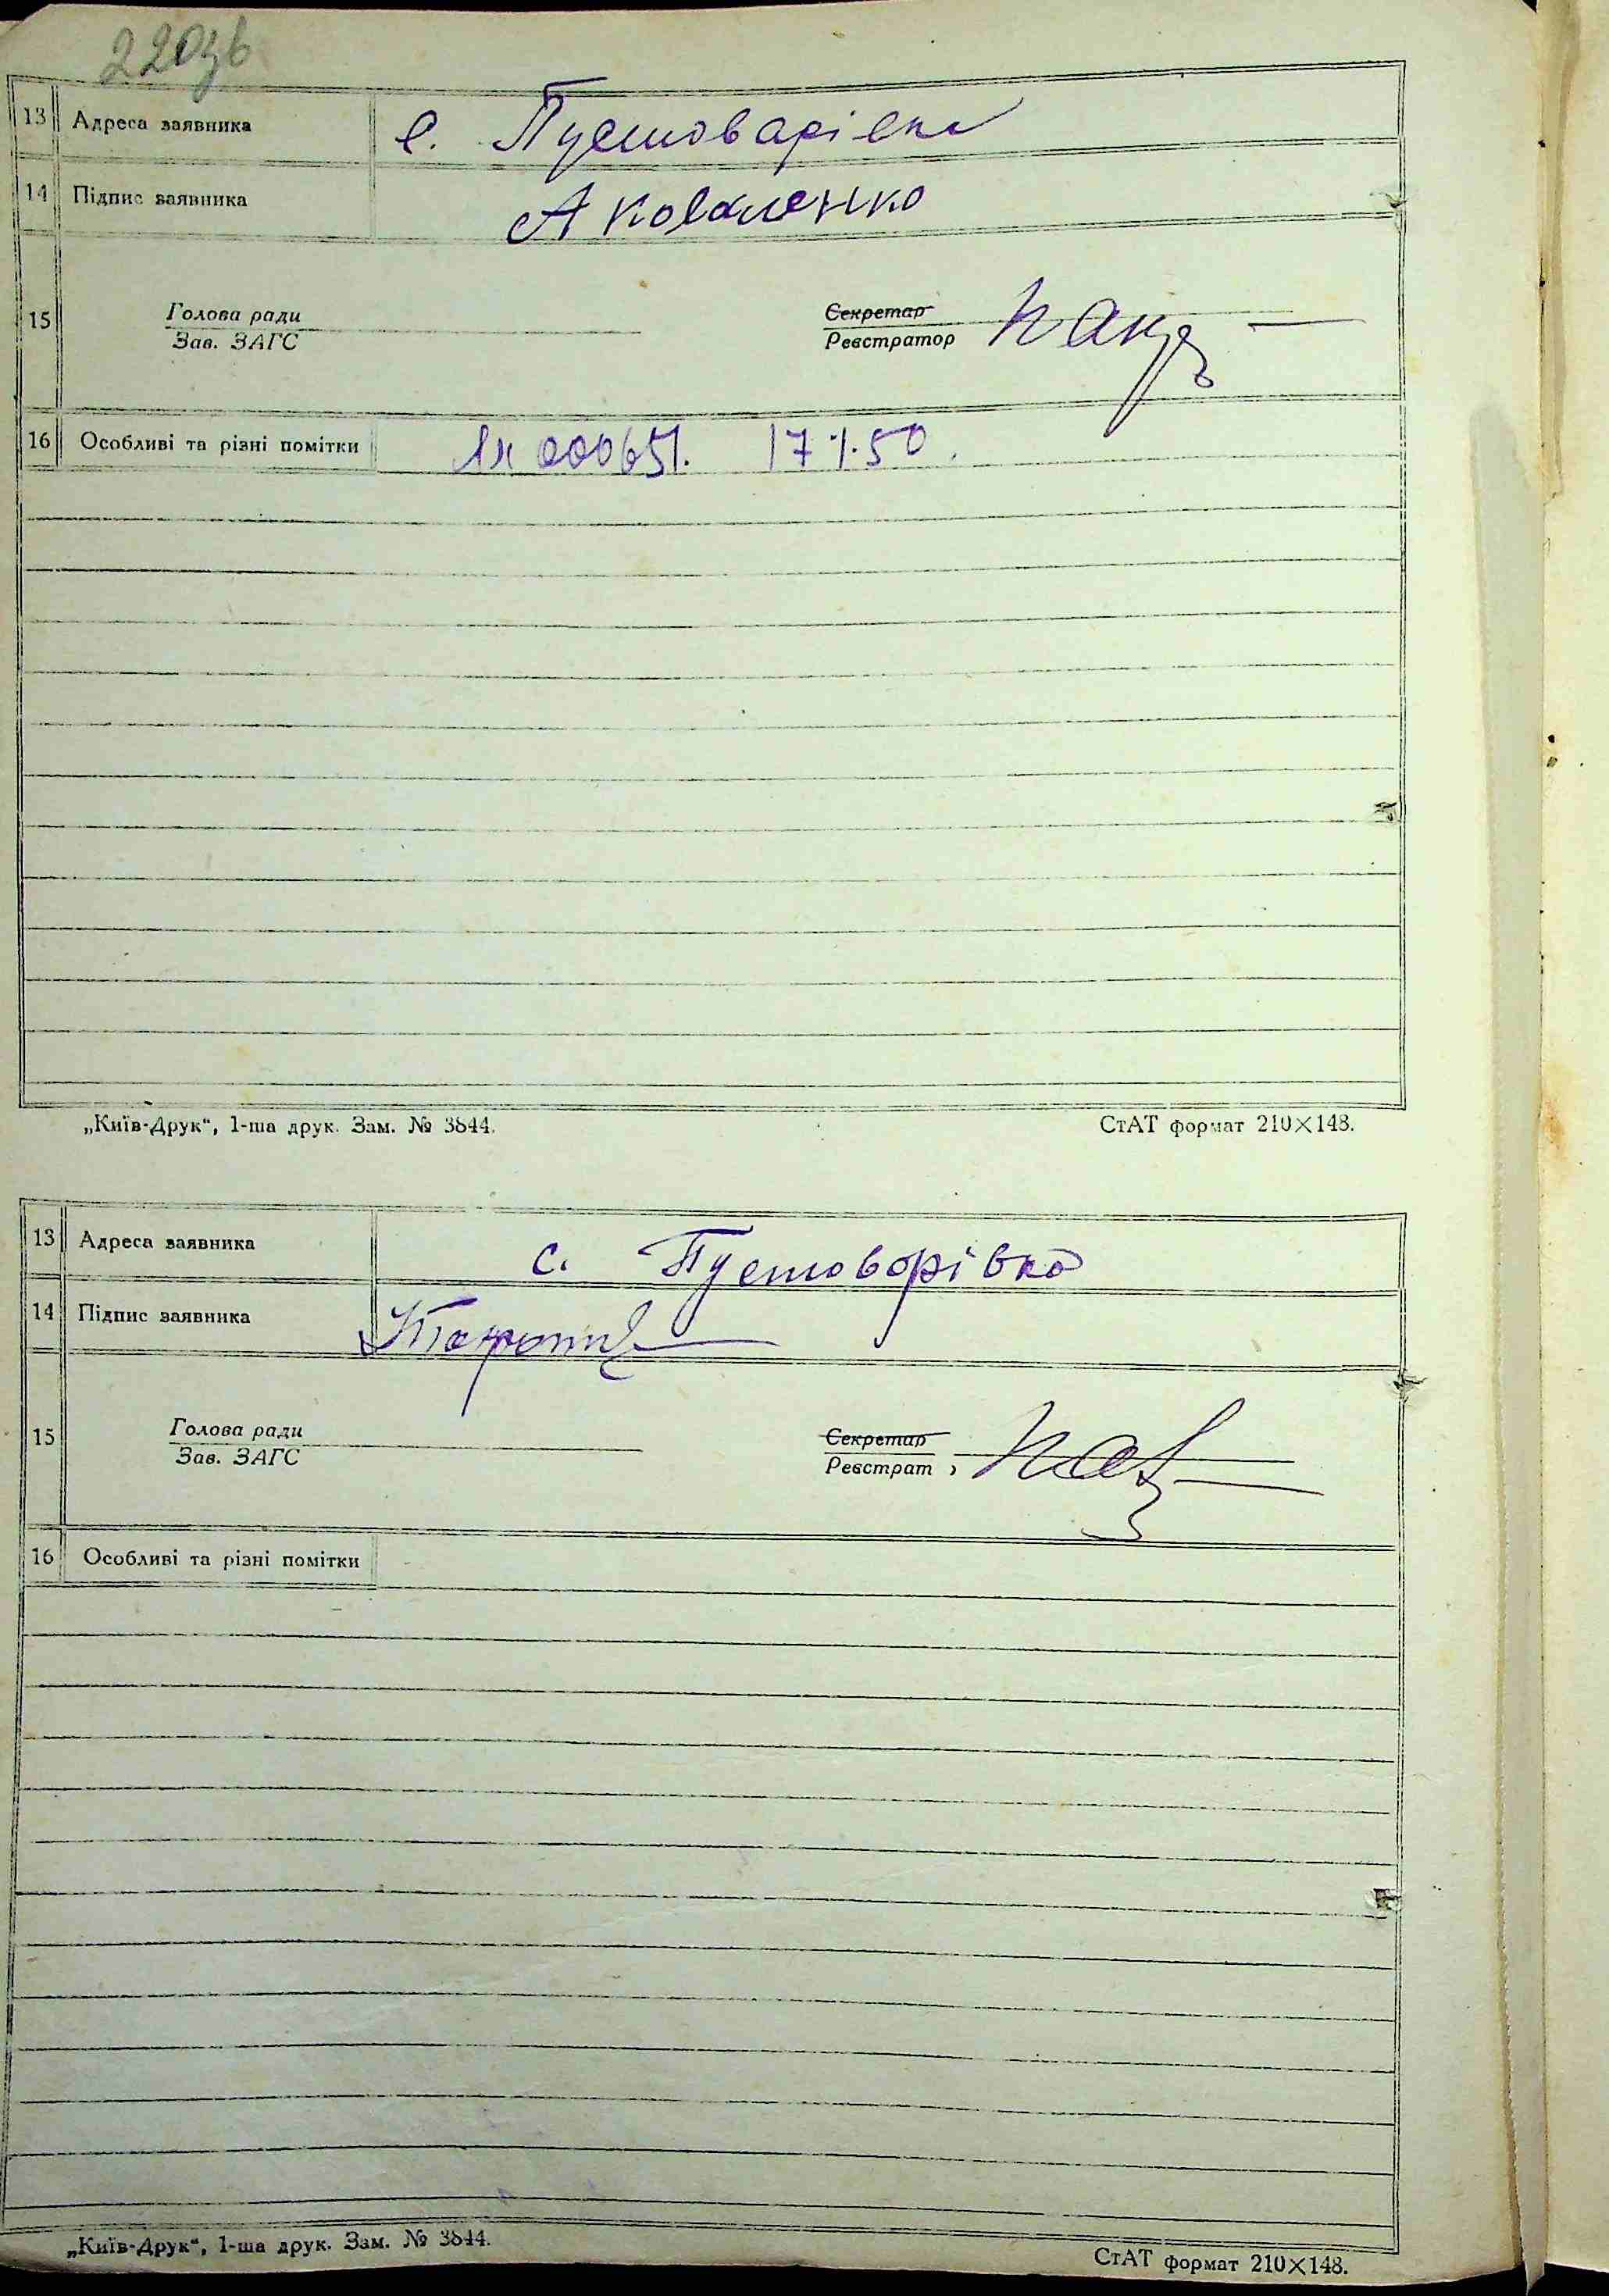 220зв
13 Адреса заявника с. Пустоварівка
14 Підпис заявника А Коваленко
15 Голова ради Секретар
Зав. ЗАГС Реєстратор
16 Особливі та різні помітки 000651. 17 50.
„Київ-Друк“, 1-ша друк. Зам. № 3844. СтАТ формат 210×148.
13 Адреса заявника с. Пустоворівка
14 Підпис заявника
15 Голова ради Секретар
Зав. ЗАГС Реєстрат
16 Особливі та різні помітки
„Київ-Друк“, 1-ша друк. Зам. № 3844. СтАТ формат 210×148.